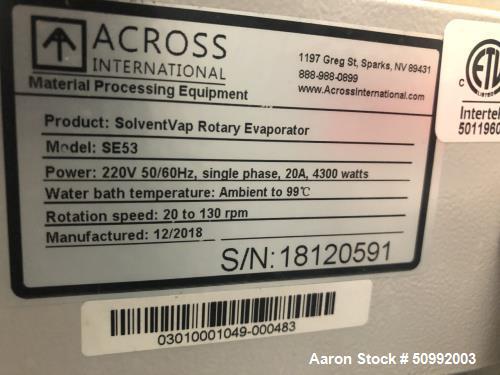 ACROSS
INTERNATIONAL
Material Processing Equipment
1197 Greg St, Sparks, NV 89431
888-988-0899
www.AcrossInternational.com
Product: SolventVap Rotary Evaporator
Model: SE53
Power: 220V 50/60Hz, single phase, 20A, 4300 watts
Water bath temperature: Ambient to 99℃
Rotation speed: 20 to 130 rpm
Manufactured: 12/2018
S/N:18120591
03010001049-000483
C ETL
Intertek
5011960
Aaron Stock # 50992003